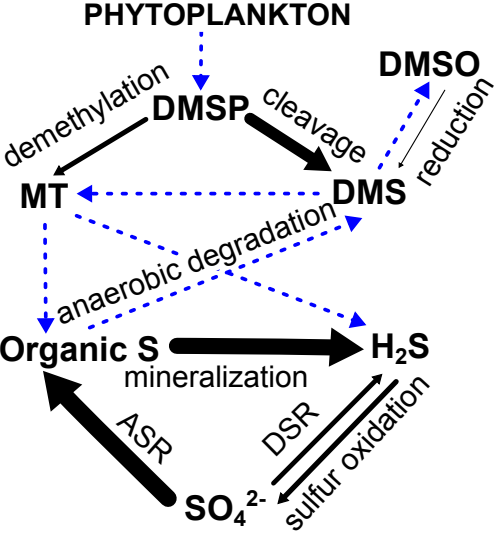 PHYTOPLANKTON
DMSO
demethylation
DMSP
cleavage
reduction
MT
DMS
anaerobic degradation
Organic S
H₂S
mineralization
ASR
DSR
sulfur oxidation
SO₄²⁻